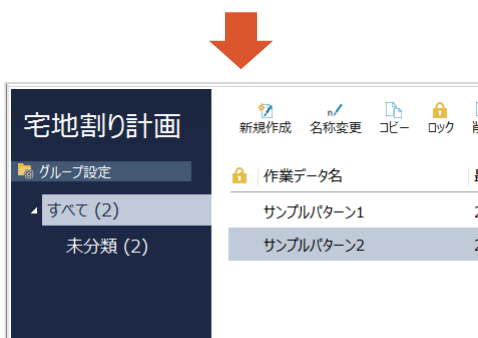 宅地割り計画
新規作成 名称変更 コピー ロック
グループ設定
作業データ名
すべて (2)
サンプルパターン1
未分類 (2)
サンプルパターン2